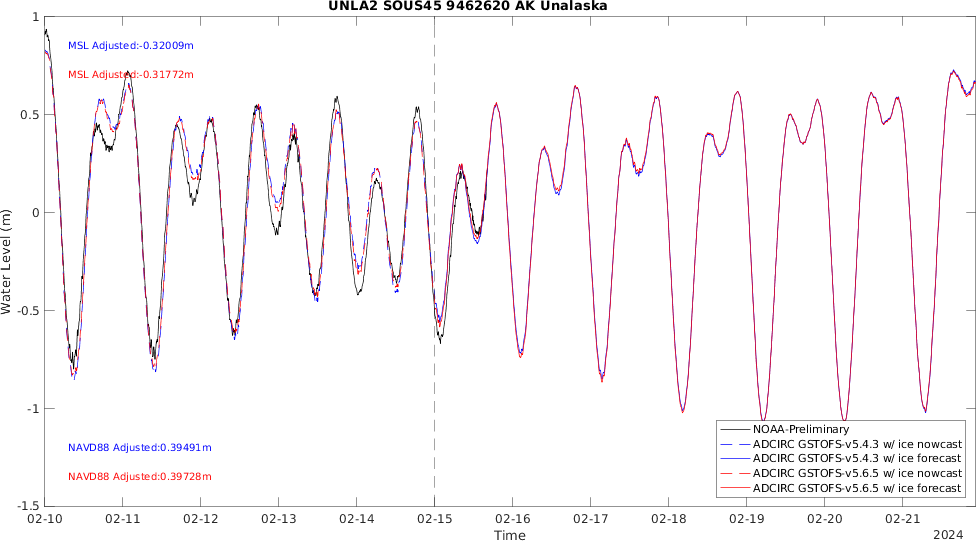 UNLA2 SOUS45 9462620 AK Unalaska
MSL Adjusted:-0.32009m
MSL Adjusted:-0.31772m
NAVD88 Adjusted:0.39491m
NAVD88 Adjusted:0.39728m
Water Level (m)
1
0.5
0
-0.5
-1
-1.5
NOAA-Preliminary
ADCIRC GSTOFS-v5.4.3 w/ ice nowcast
ADCIRC GSTOFS-v5.4.3 w/ ice forecast
ADCIRC GSTOFS-v5.6.5 w/ ice nowcast
ADCIRC GSTOFS-v5.6.5 w/ ice forecast
02-10 02-11 02-12 02-13 02-14 02-15 02-16 02-17 02-18 02-19 02-20 02-21
Time
2024